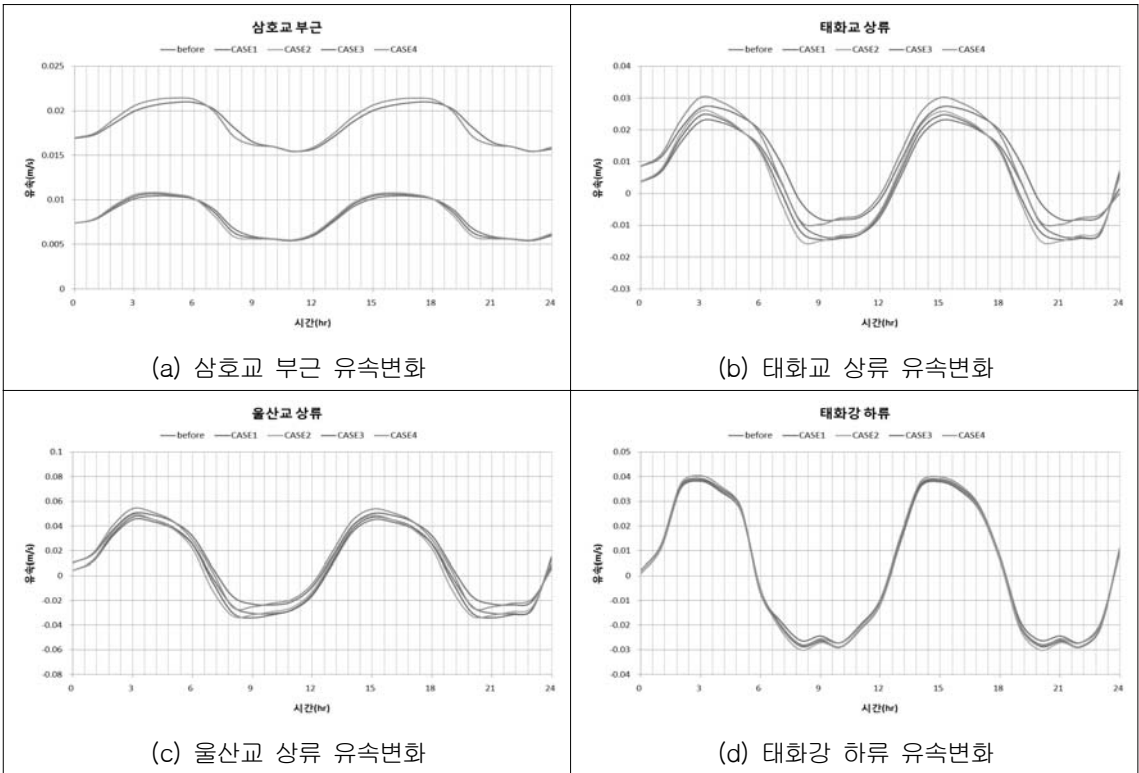 삼호교 부근
before CASE1 CASE2 CASE3 CASE4
0.025
0.02
0.015
0.01
0.005
0
유속(m/s)
0 3 6 9 12 15 18 21 24
시간(hr)
(a) 삼호교 부근 유속변화
태화교 상류
before CASE1 CASE2 CASE3 CASE4
0.04
0.03
0.02
0.01
0
-0.01
-0.02
-0.03
유속(m/s)
0 3 6 9 12 15 18 21 24
시간(hr)
(b) 태화교 상류 유속변화
울산교 상류
before CASE1 CASE2 CASE3 CASE4
0.1
0.08
0.06
0.04
0.02
0
-0.02
-0.04
-0.06
-0.08
유속(m/s)
0 3 6 9 12 15 18 21 24
시간(hr)
(c) 울산교 상류 유속변화
태화강 하류
before CASE1 CASE2 CASE3 CASE4
0.05
0.04
0.03
0.02
0.01
0
-0.01
-0.02
-0.03
-0.04
유속(m/s)
0 3 6 9 12 15 18 21 24
시간(hr)
(d) 태화강 하류 유속변화